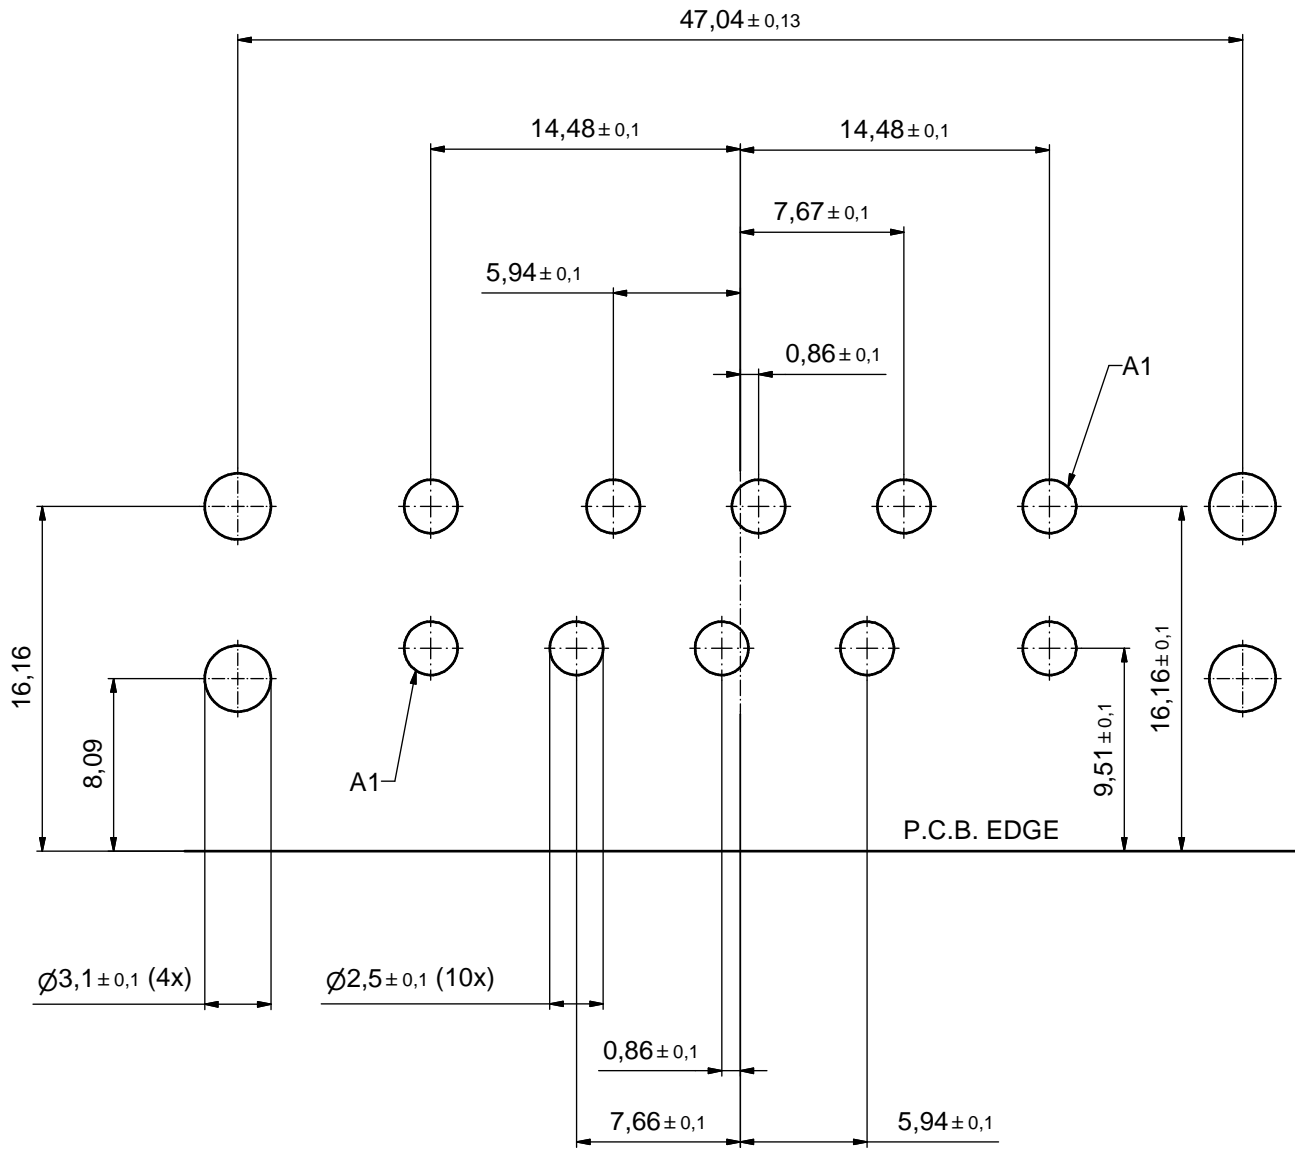 47,04 ± 0,13
14,48 ± 0,1
14,48 ± 0,1
7,67 ± 0,1
5,94 ± 0,1
0,86 ± 0,1
A1
16,16
8,09
A1
9,51 ± 0,1
16,16 ± 0,1
P.C.B. EDGE
Ø3,1 ± 0,1 (4x)
Ø2,5 ± 0,1 (10x)
0,86 ± 0,1
7,66 ± 0,1
5,94 ± 0,1